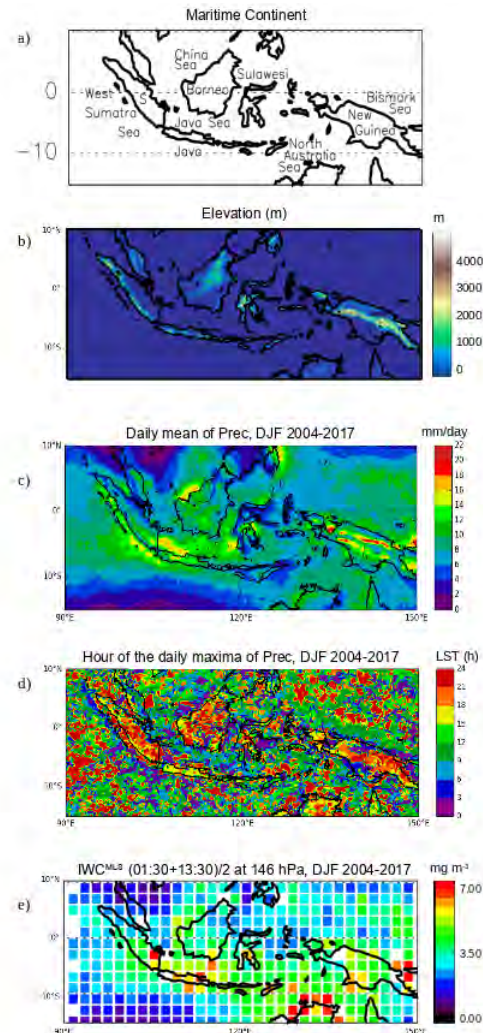 Maritime Continent
a)
China
Sea
Sulawesi
West
S
Borneo
Bismark
Sea
0
Sumatra
Java Sea
New
Guinea
Sea
North
-10
Java
Australia
Sea
Elevation (m)
m
b)
10°N
4000
0°
3000
2000
1000
10°S
0
Daily mean of Prec, DJF 2004-2017
mm/day
c)
10°N
22
20
18
16
14
0°
12
10
8
6
4
10°S
2
0
90°E
120°E
150°E
Hour of the daily maxima of Prec, DJF 2004-2017
LST (h)
d)
10°N
24
21
18
15
0°
12
9
6
10°S
3
0
90°E
120°E
150°E
IWCᴹᴸˢ (01:30+13:30)/2 at 146 hPa, DJF 2004-2017
mg m⁻³
e)
10°N
7.00
0°
3.50
10°S
0.00
90°E
120°E
150°E